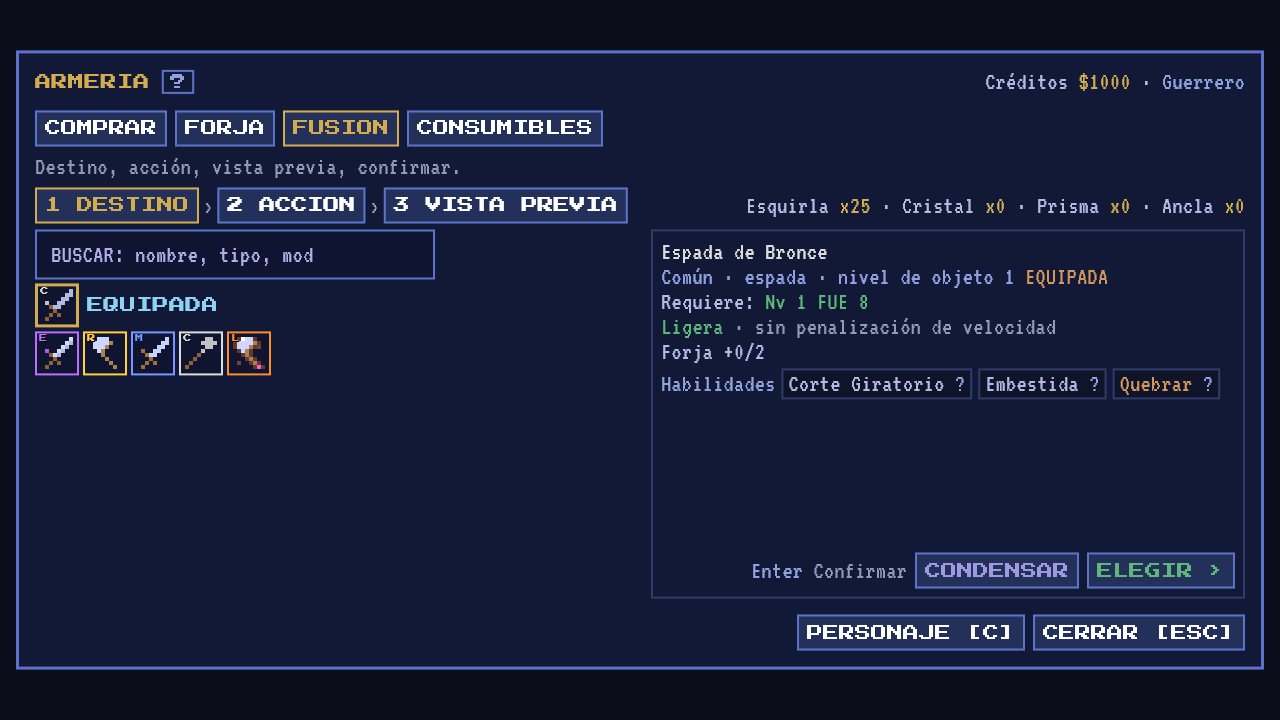 ARMERIA ?
Créditos $1000 · Guerrero
COMPRAR FORJA FUSION CONSUMIBLES
Destino, acción, vista previa, confirmar.
1 DESTINO › 2 ACCION › 3 VISTA PREVIA
Esquirla x25 · Cristal x0 · Prisma x0 · Ancla x0
BUSCAR: nombre, tipo, mod
C EQUIPADA
E R M C L
Espada de Bronce
Común · espada · nivel de objeto 1 EQUIPADA
Requiere: Nv 1 FUE 8
Ligera · sin penalización de velocidad
Forja +0/2
Habilidades Corte Giratorio ? Embestida ? Quebrar ?
Enter Confirmar CONDENSAR ELEGIR >
PERSONAJE [C] CERRAR [ESC]